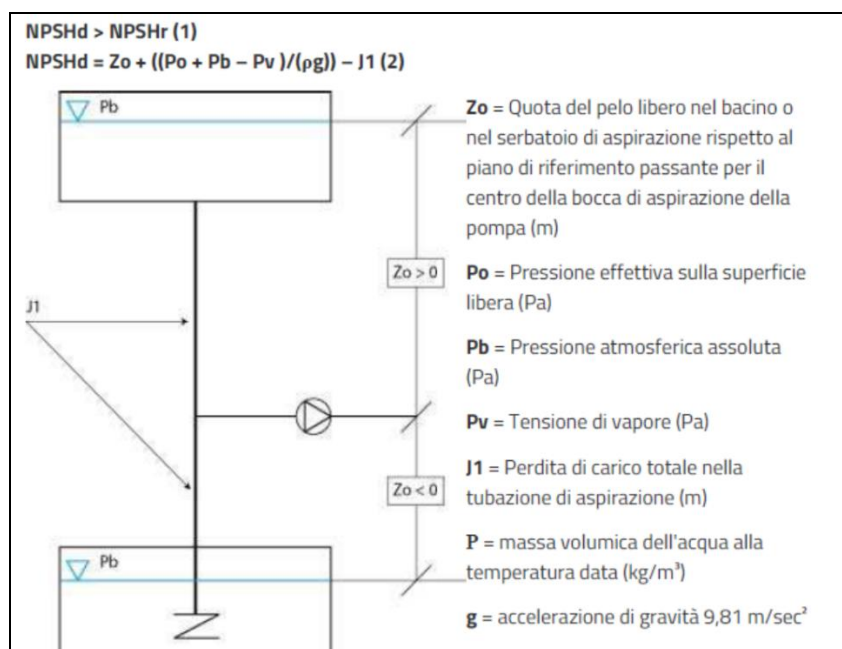 NPSHd > NPSHr (1)
NPSHd = Zo + ((Po + Pb – Pv )/(ρg)) – J1 (2)
Pb
Zo = Quota del pelo libero nel bacino o
nel serbatoio di aspirazione rispetto al
piano di riferimento passante per il
centro della bocca di aspirazione della
pompa (m)
Zo > 0
Po = Pressione effettiva sulla superficie
libera (Pa)
J1
Pb = Pressione atmosferica assoluta
(Pa)
Pv = Tensione di vapore (Pa)
Zo < 0
J1 = Perdita di carico totale nella
tubazione di aspirazione (m)
Pb
P = massa volumica dell'acqua alla
temperatura data (kg/m³)
g = accelerazione di gravità 9,81 m/sec²